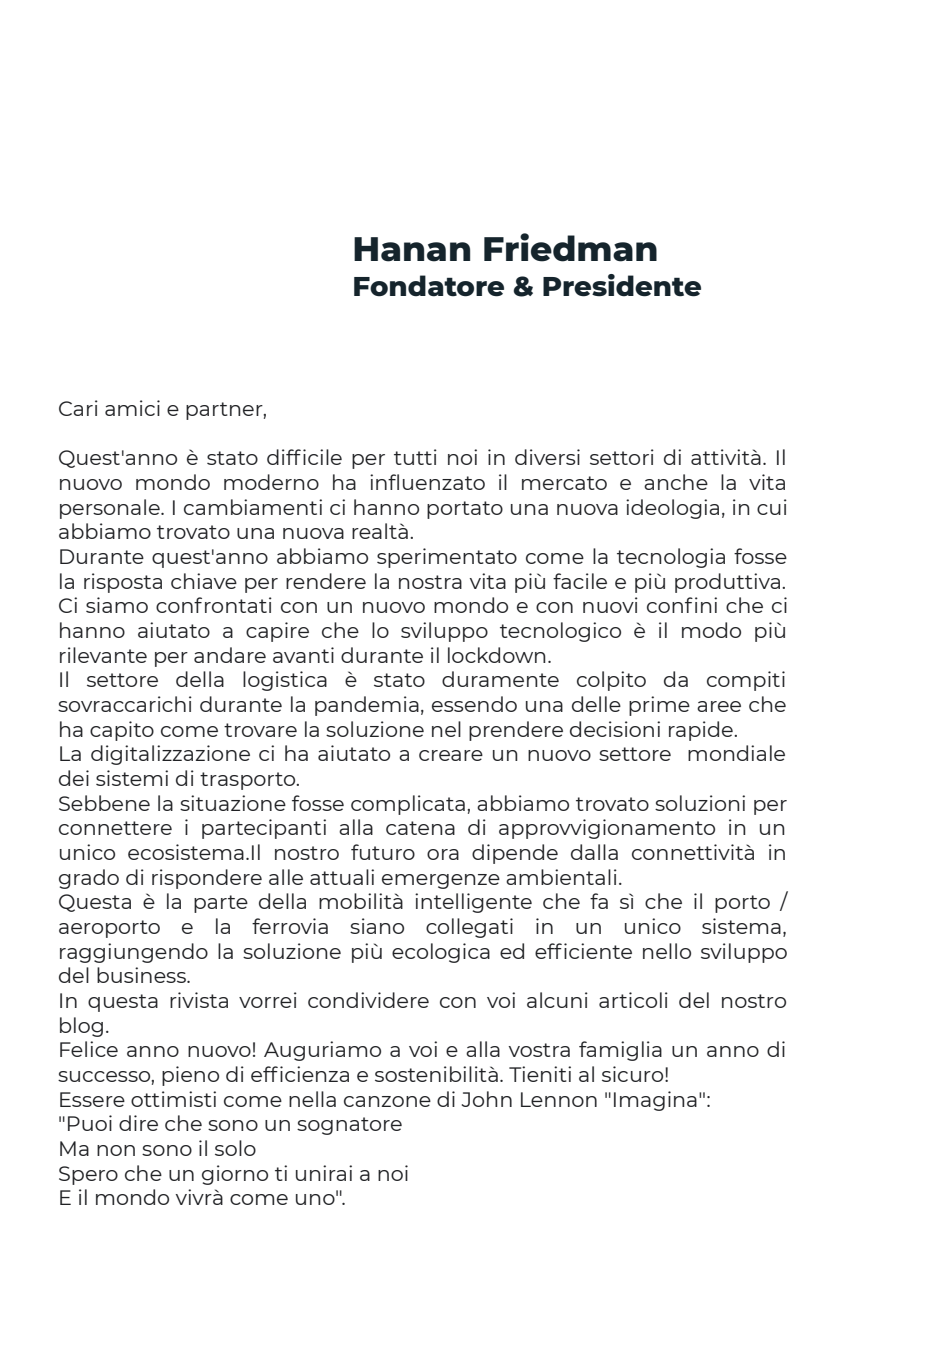 Hanan Friedman
Fondatore & Presidente
Cari amici e partner,
Quest'anno è stato difficile per tutti noi in diversi settori di attività. Il
nuovo mondo moderno ha influenzato il mercato e anche la vita
personale. I cambiamenti ci hanno portato una nuova ideologia, in cui
abbiamo trovato una nuova realtà.
Durante quest'anno abbiamo sperimentato come la tecnologia fosse
la risposta chiave per rendere la nostra vita più facile e più produttiva.
Ci siamo confrontati con un nuovo mondo e con nuovi confini che ci
hanno aiutato a capire che lo sviluppo tecnologico è il modo più
rilevante per andare avanti durante il lockdown.
Il settore della logistica è stato duramente colpito da compiti
sovraccarichi durante la pandemia, essendo una delle prime aree che
ha capito come trovare la soluzione nel prendere decisioni rapide.
La digitalizzazione ci ha aiutato a creare un nuovo settore  mondiale
dei sistemi di trasporto.
Sebbene la situazione fosse complicata, abbiamo trovato soluzioni per
connettere i partecipanti alla catena di approvvigionamento in un
unico ecosistema.Il nostro futuro ora dipende dalla connettività in
grado di rispondere alle attuali emergenze ambientali.
Questa è la parte della mobilità intelligente che fa sì che il porto /
aeroporto e la ferrovia siano collegati in un unico sistema,
raggiungendo la soluzione più ecologica ed efficiente nello sviluppo
del business.
In questa rivista vorrei condividere con voi alcuni articoli del nostro
blog.
Felice anno nuovo! Auguriamo a voi e alla vostra famiglia un anno di
successo, pieno di efficienza e sostenibilità. Tieniti al sicuro!
Essere ottimisti come nella canzone di John Lennon "Imagina":
"Puoi dire che sono un sognatore
Ma non sono il solo
Spero che un giorno ti unirai a noi
E il mondo vivrà come uno".